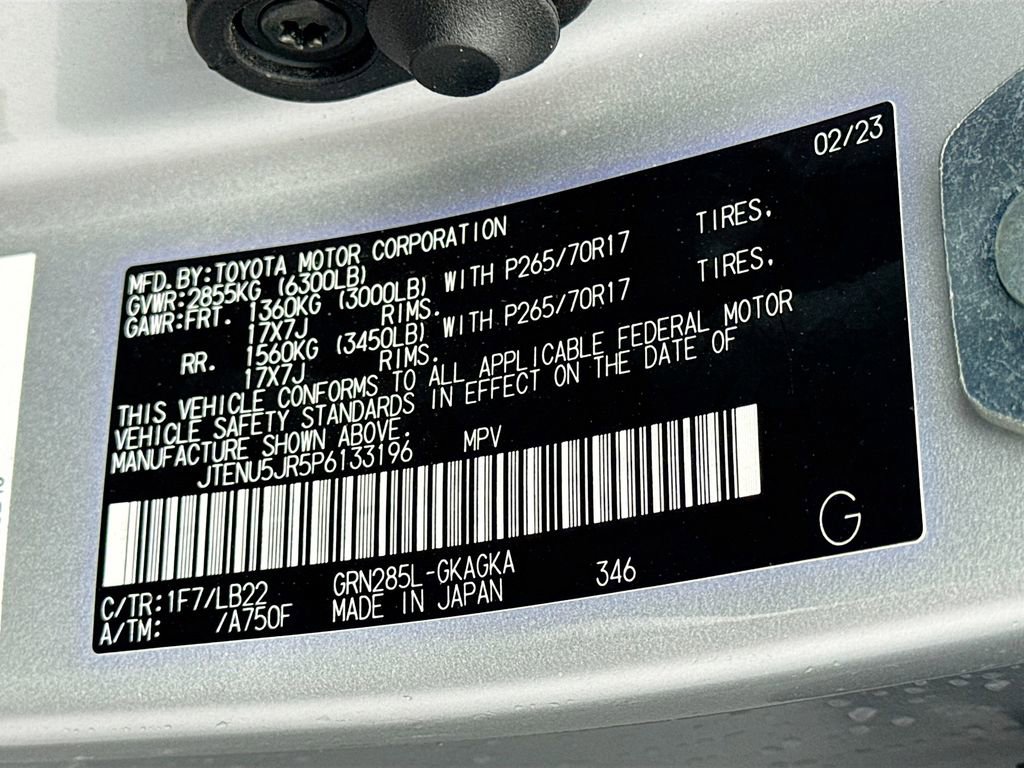 02/23
MFD.BY:TOYOTA MOTOR CORPORATION
GVWR:2855KG (6300LB)
GAWR:FRT. 1360KG (3000LB) WITH P265/70R17 TIRES,
17X7J RIMS.
RR. 1560KG (3450LB) WITH P265/70R17 TIRES,
17X7J RIMS.
THIS VEHICLE CONFORMS TO ALL APPLICABLE FEDERAL MOTOR
VEHICLE SAFETY STANDARDS IN EFFECT ON THE DATE OF
MANUFACTURE SHOWN ABOVE.
JTENU5JR5P6133196 MPV
G
C/TR:1F7/LB22 GRN285L-GKAGKA 346
A/TM: /A750F MADE IN JAPAN